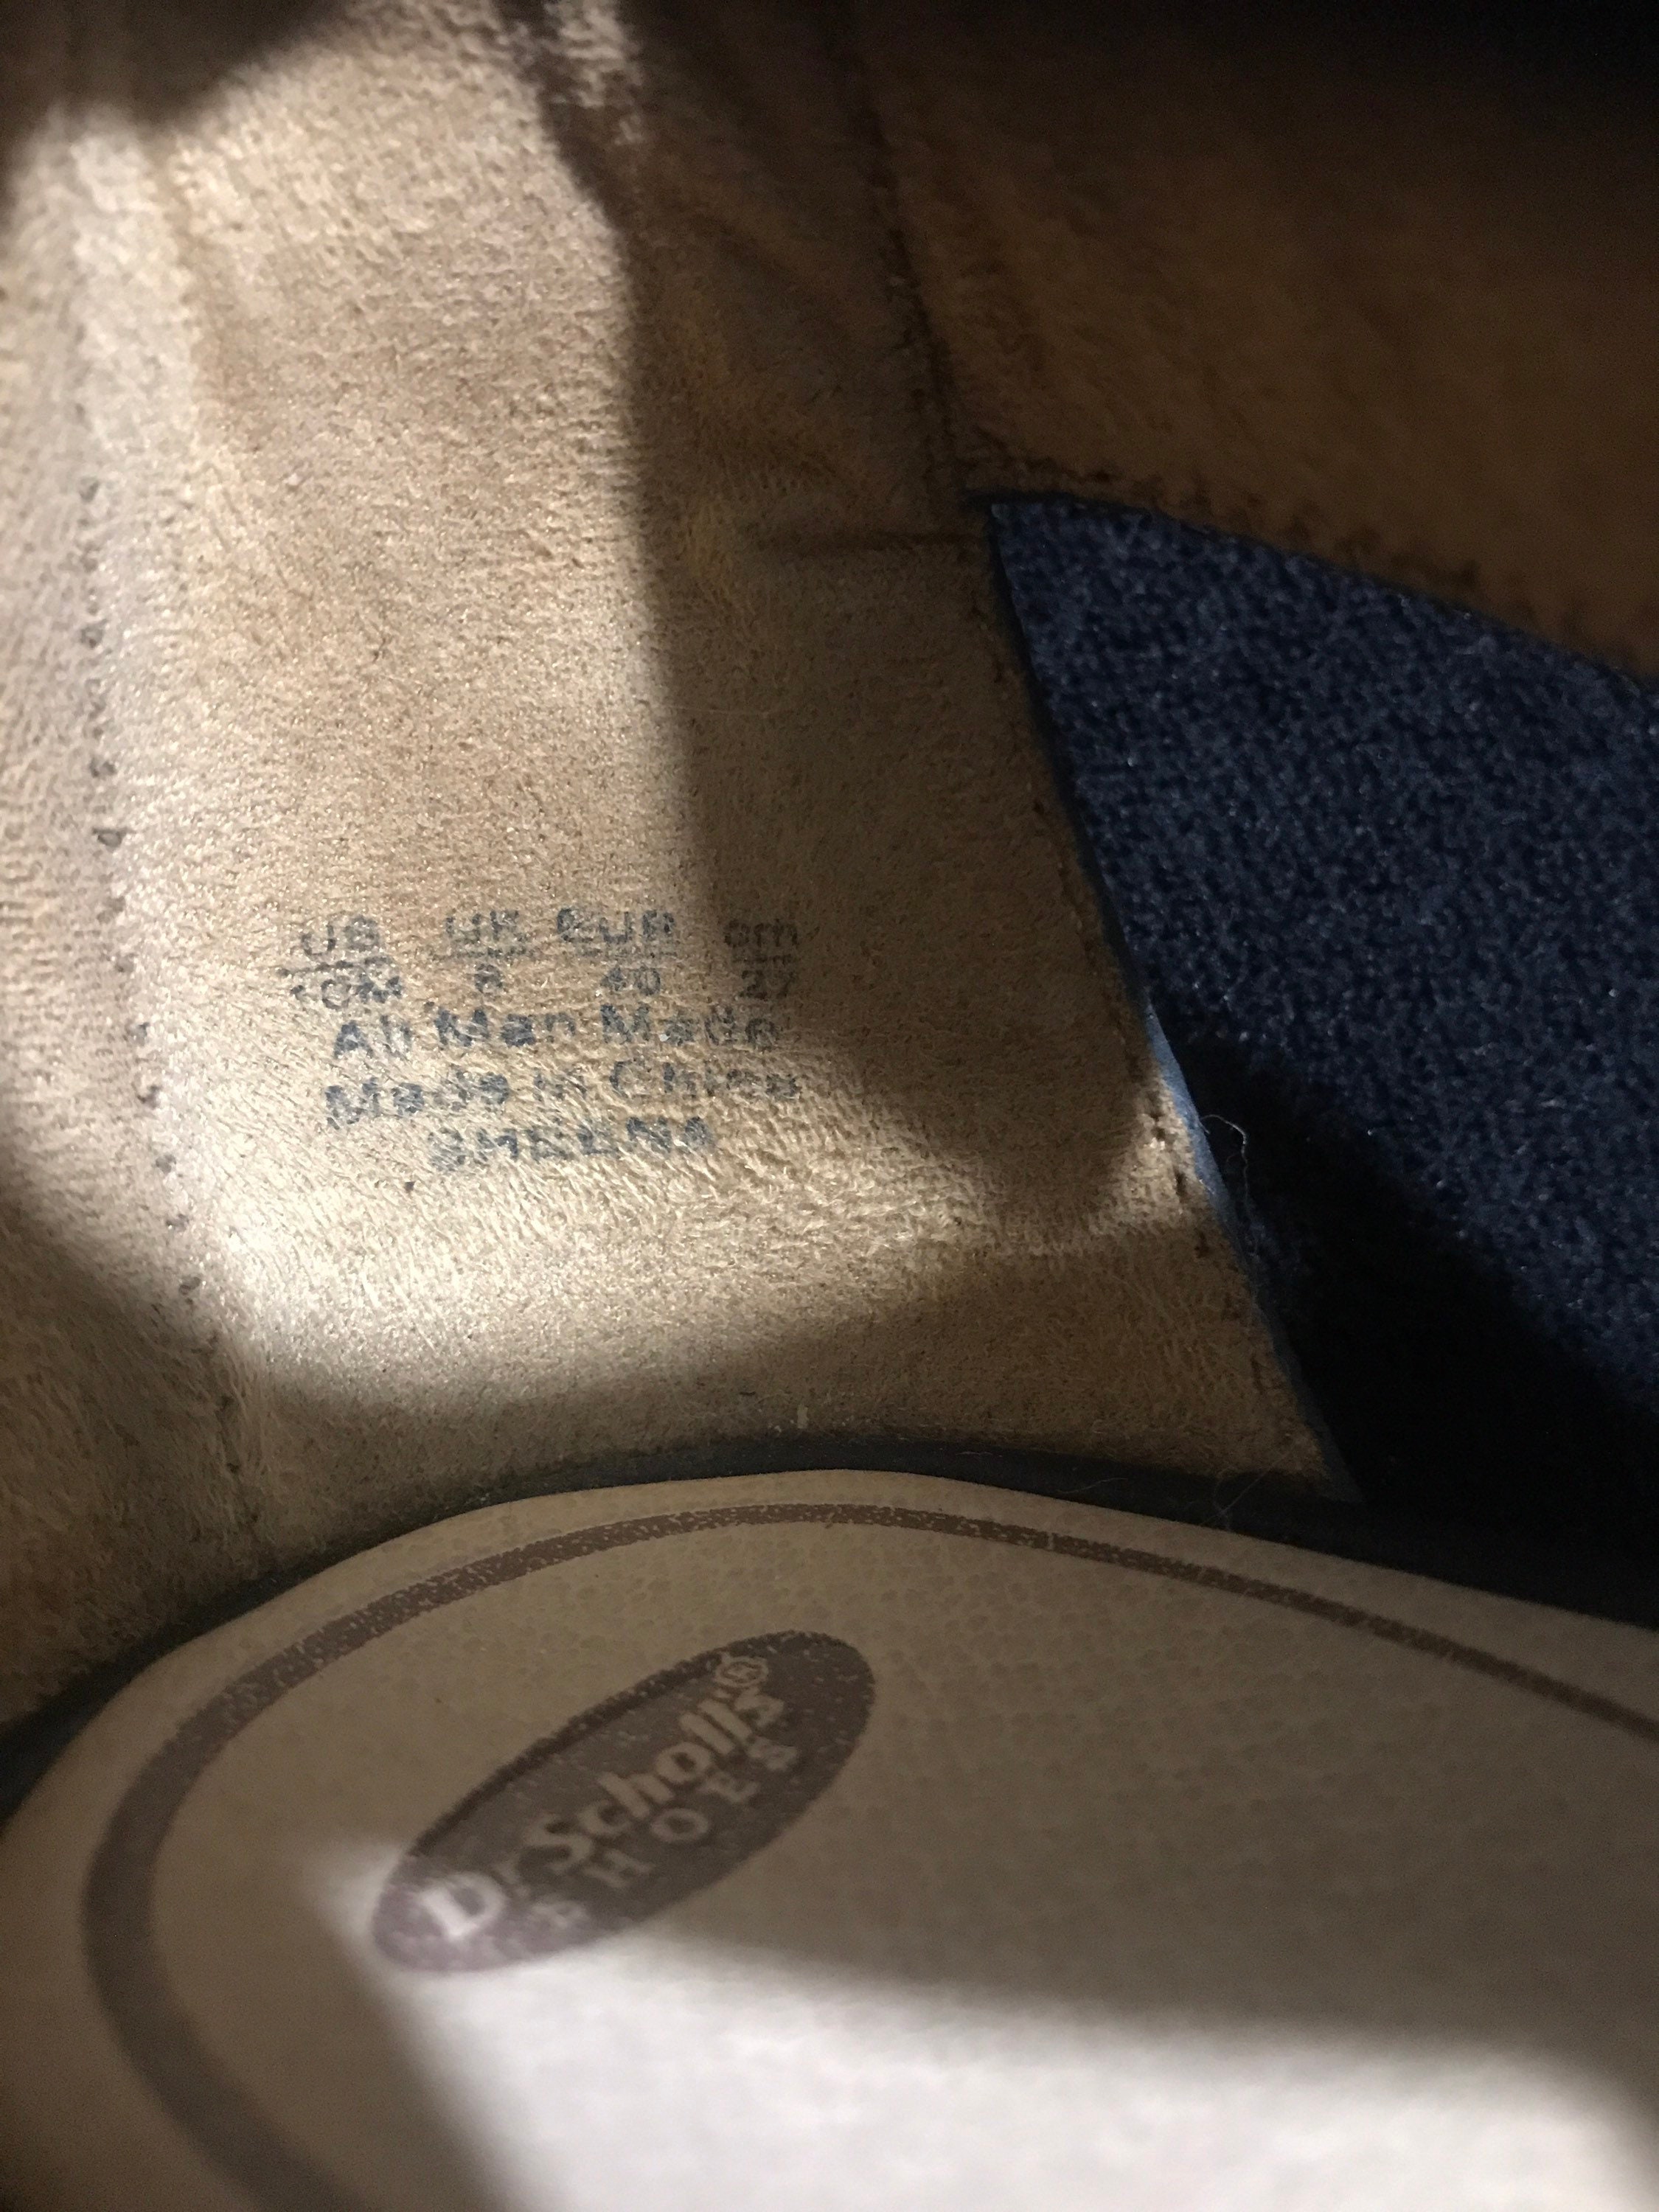 US UK EUR cm
10M 8 40 27
All Man Made
Made in China
SHEENA
Dr. Scholl's®
SHOES